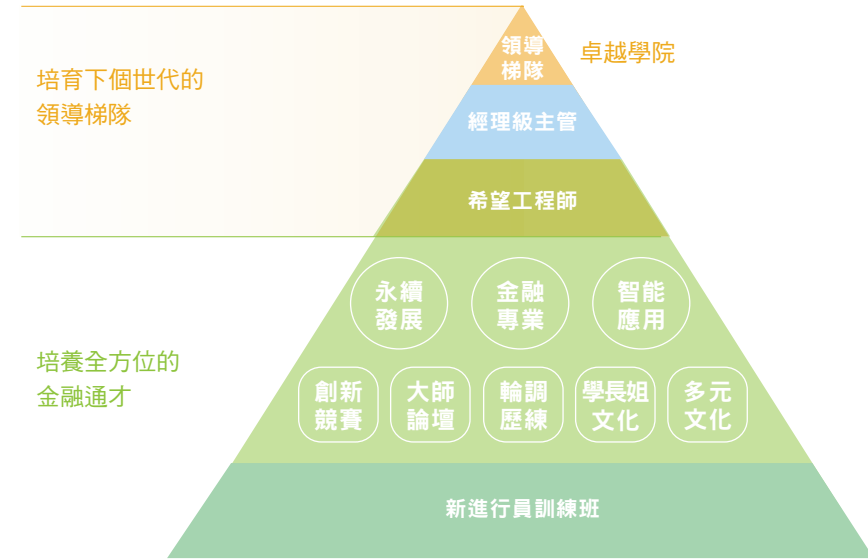 領導
梯隊
卓越學院
培育下個世代的
領導梯隊
經理級主管
希望工程師
永續
發展
金融
專業
智能
應用
培養全方位的
金融通才
創新
競賽
大師
論壇
輪調
歷練
學長姐
文化
多元
文化
新進行員訓練班